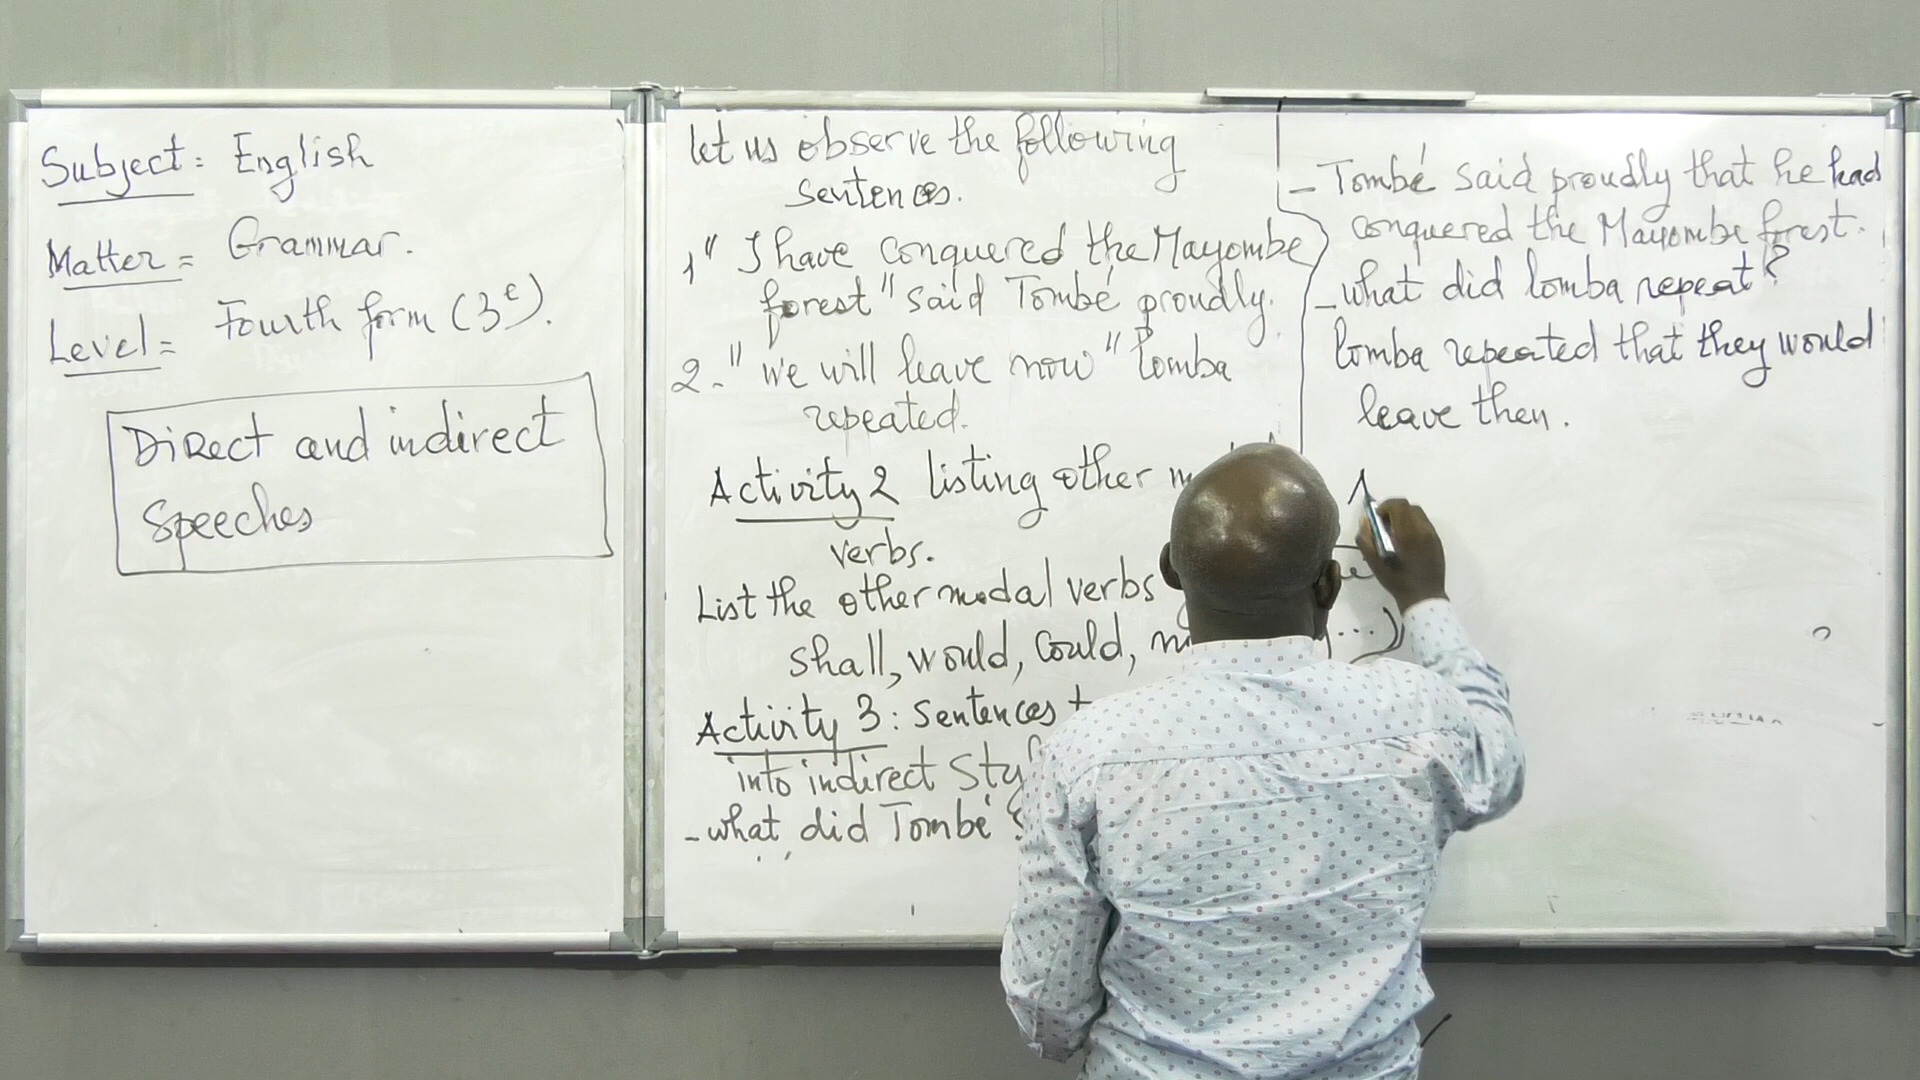 Subject: English
Matter = Grammar.
Level = Fourth form (3e).
Direct and indirect
Speeches
let us observe the following
sentences.
1" I have conquered the Mayombe
forest" said Tombé proudly.
2-" we will leave now" lomba
repeated.
Activity 2 listing other
verbs.
List the other modal verbs
shall, would, could,
Activity 3: sentences
into indirect
- what did Tombé
- Tombé said proudly that he had
conquered the Mayombe forest.
- what did lomba repeat?
lomba repeated that they would
leave then.